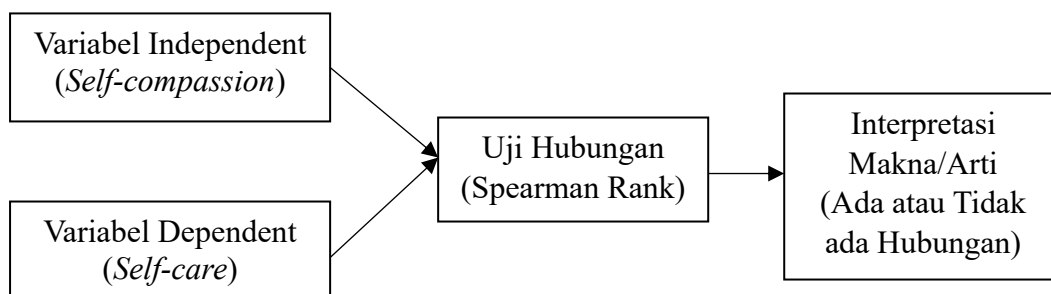 Variabel Independent
(Self-compassion)
Variabel Dependent
(Self-care)
Uji Hubungan
(Spearman Rank)
Interpretasi
Makna/Arti
(Ada atau Tidak
ada Hubungan)